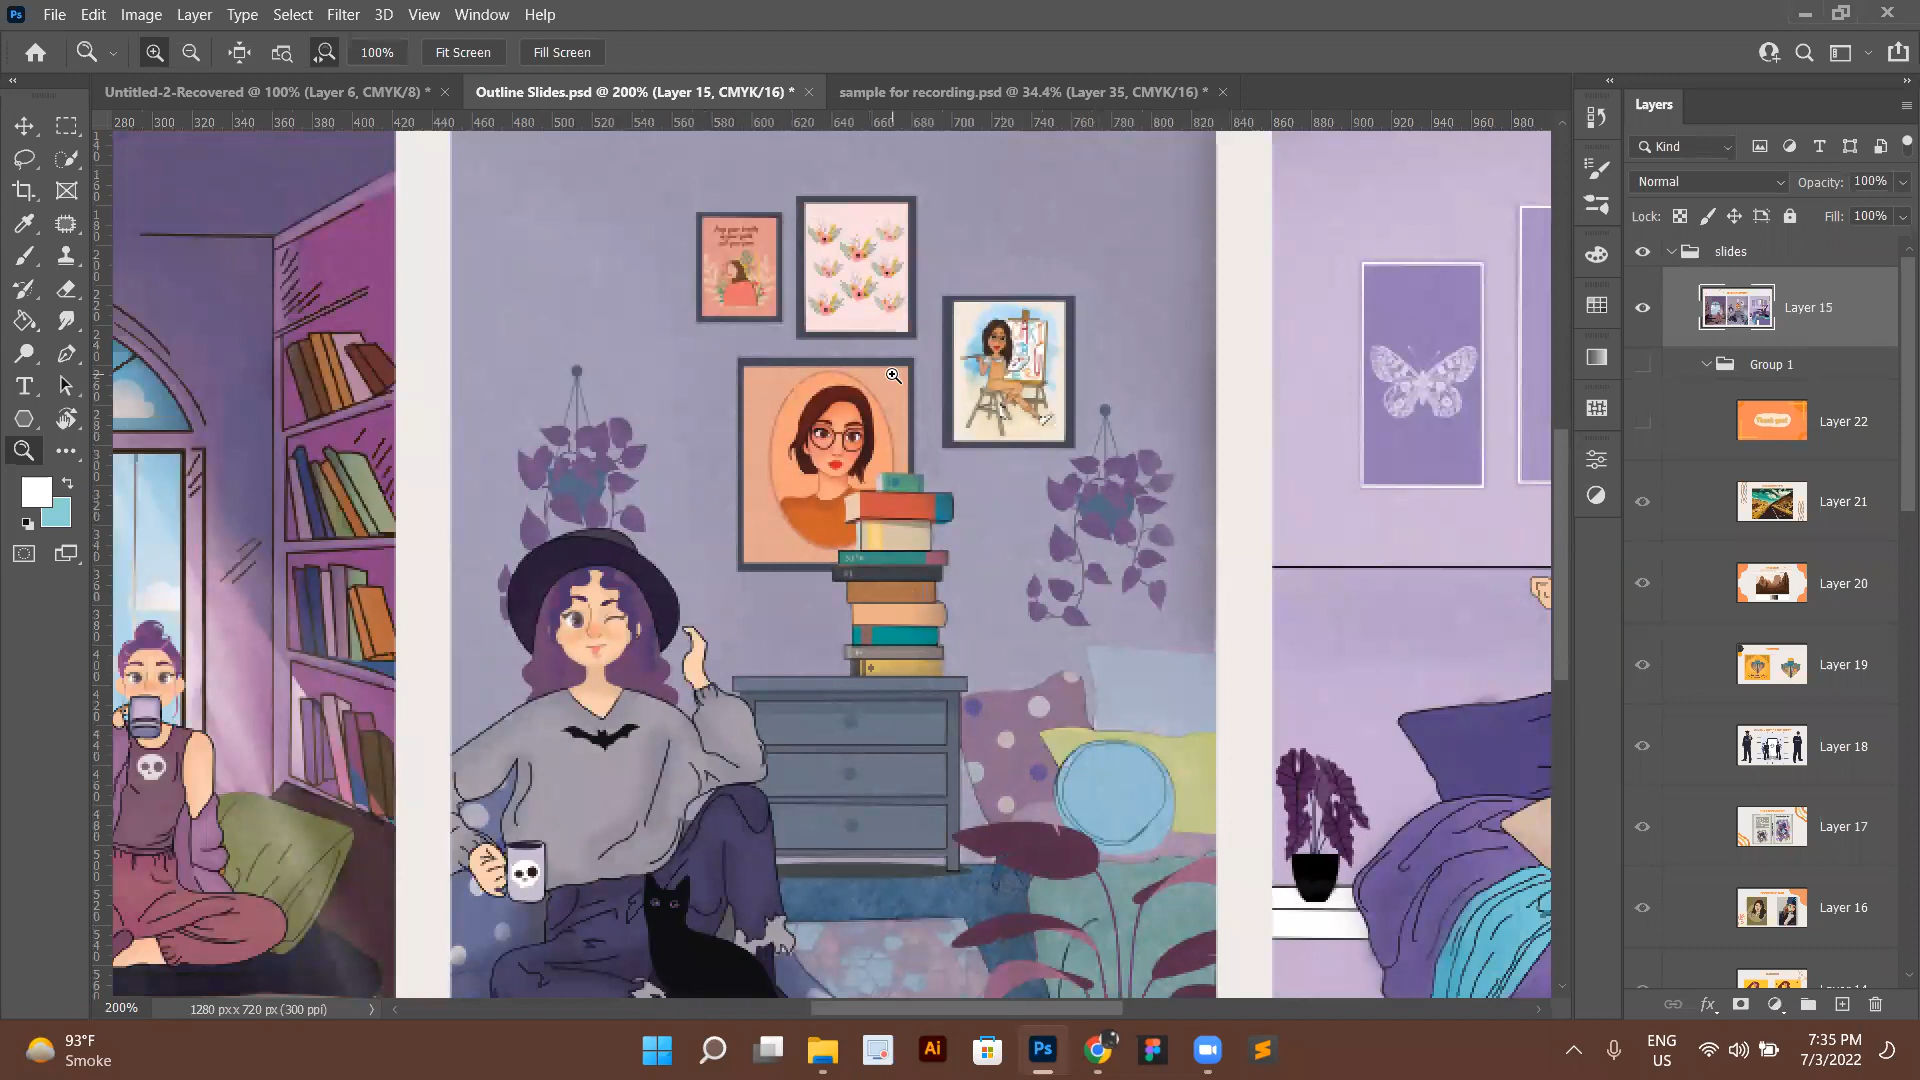 Ps File Edit Image Layer Type Select Filter 3D View Window Help
100% Fit Screen Fill Screen
Untitled-2-Recovered @ 100% (Layer 6, CMYK/8) * Outline Slides.psd @ 200% (Layer 15, CMYK/16) * sample for recording.psd @ 34.4% (Layer 35, CMYK/16) *
280 300 320 340 360 380 400 420 440 460 480 500 520 540 560 580 600 620 640 660 680 700 720 740 760 780 800 820 840 860 880 900 920 940 960 980
Layers
Kind
Normal Opacity: 100%
Lock: Fill: 100%
slides
Layer 15
Group 1
Layer 22
Layer 21
Layer 20
Layer 19
Layer 18
Layer 17
Layer 16
fx
200% 1280 px x 720 px (300 ppi)
93°F
Smoke
Ai
Ps
ENG
US
7:35 PM
7/3/2022